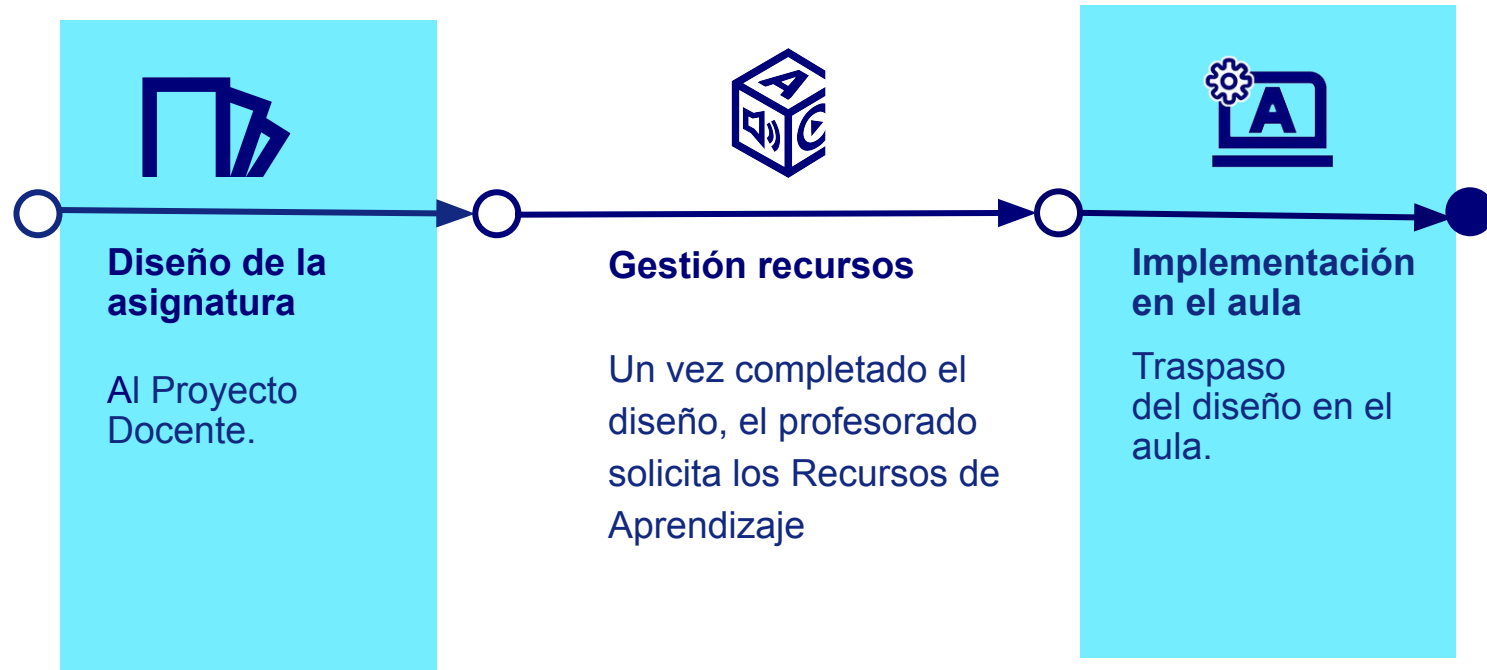 Diseño de la
asignatura
Al Proyecto
Docente.
Gestión recursos
Un vez completado el
diseño, el profesorado
solicita los Recursos de
Aprendizaje
Implementación
en el aula
Traspaso
del diseño en el
aula.
A
A